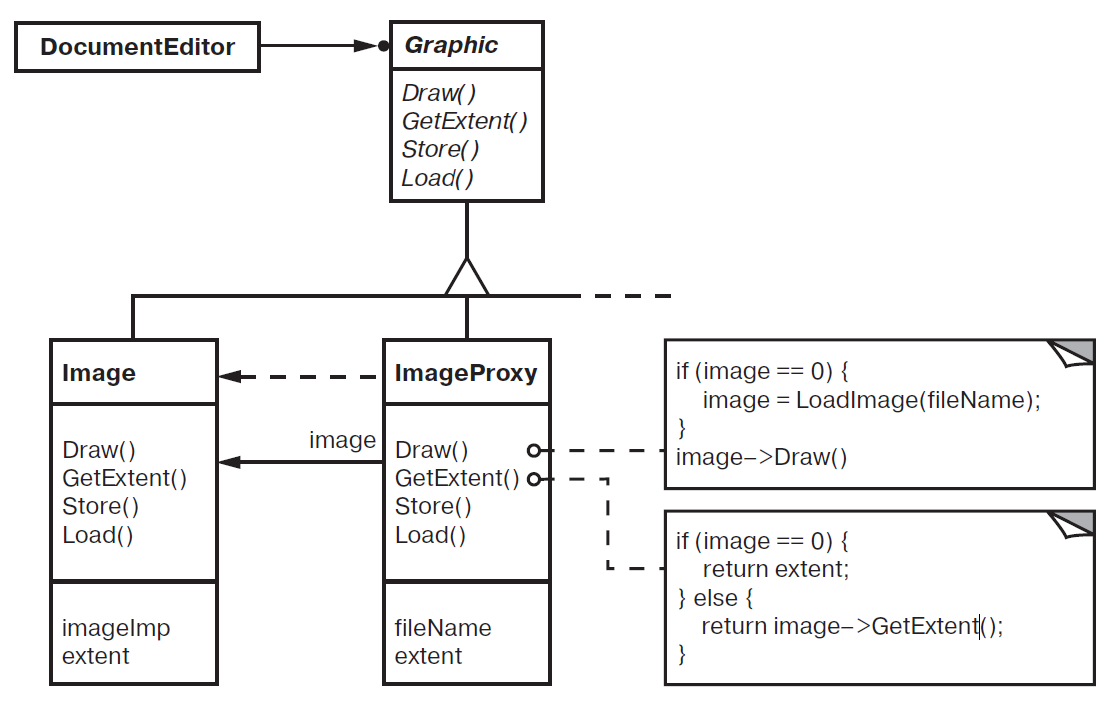 DocumentEditor
Graphic
Draw()
GetExtent()
Store()
Load()
Image
Draw()
GetExtent()
Store()
Load()
imageImp
extent
image
ImageProxy
Draw()
GetExtent()
Store()
Load()
fileName
extent
if (image == 0) {
image = LoadImage(fileName);
}
image->Draw()
if (image == 0) {
return extent;
} else {
return image->GetExtent();
}